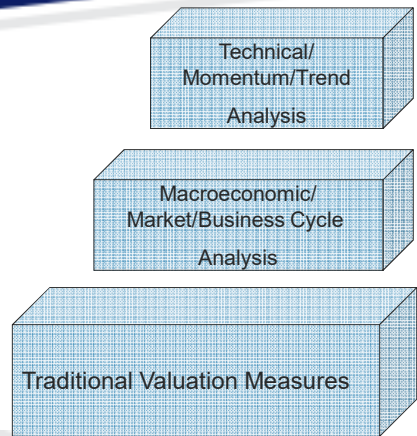 Technical/
Momentum/Trend
Analysis
Macroeconomic/
Market/Business Cycle
Analysis
Traditional Valuation Measures